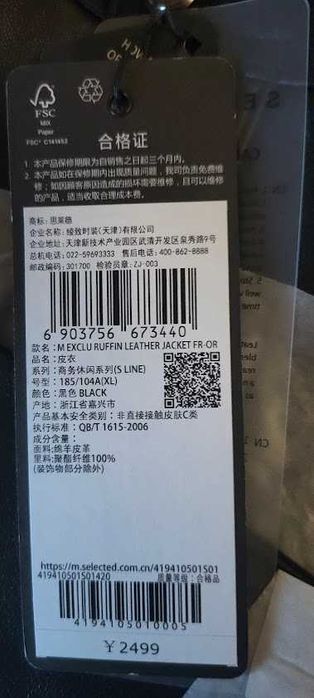 FSC
MIX
Paper
FSC® C141453
合格证
1 本产品保修期限为自销售之日起三个月内。
2 本产品如在保修期内出现质量问题，我司负责免费维
修；如因顾客原因造成的损坏需要维修，且可以维修
的产品，适当收取合理成本费。
商标：思莱德
企业名称：绫致时装(天津)有限公司
地址：天津新技术产业园区武清开发区泉秀路9号
总机电话：022-59693333 售后电话：400-862-8888
邮政编码：301700 检验员章：ZJ-003
6 903756 673440
款名：M EXCLU RUFFIN LEATHER JACKET FR-OR
品名：皮衣
系列：商务休闲系列(S LINE)
号型：185/104A(XL)
颜色：黑色 BLACK
产地：浙江省嘉兴市
产品基本安全类别：非直接接触皮肤C类
执行标准：QB/T 1615-2006
成分含量：
面料:绵羊皮革
里料:聚酯纤维100%
(装饰物部分除外)
https://m.selected.com.cn/419410501S01
419410501S01420
质量等级：合格品
4194105010005
￥2499